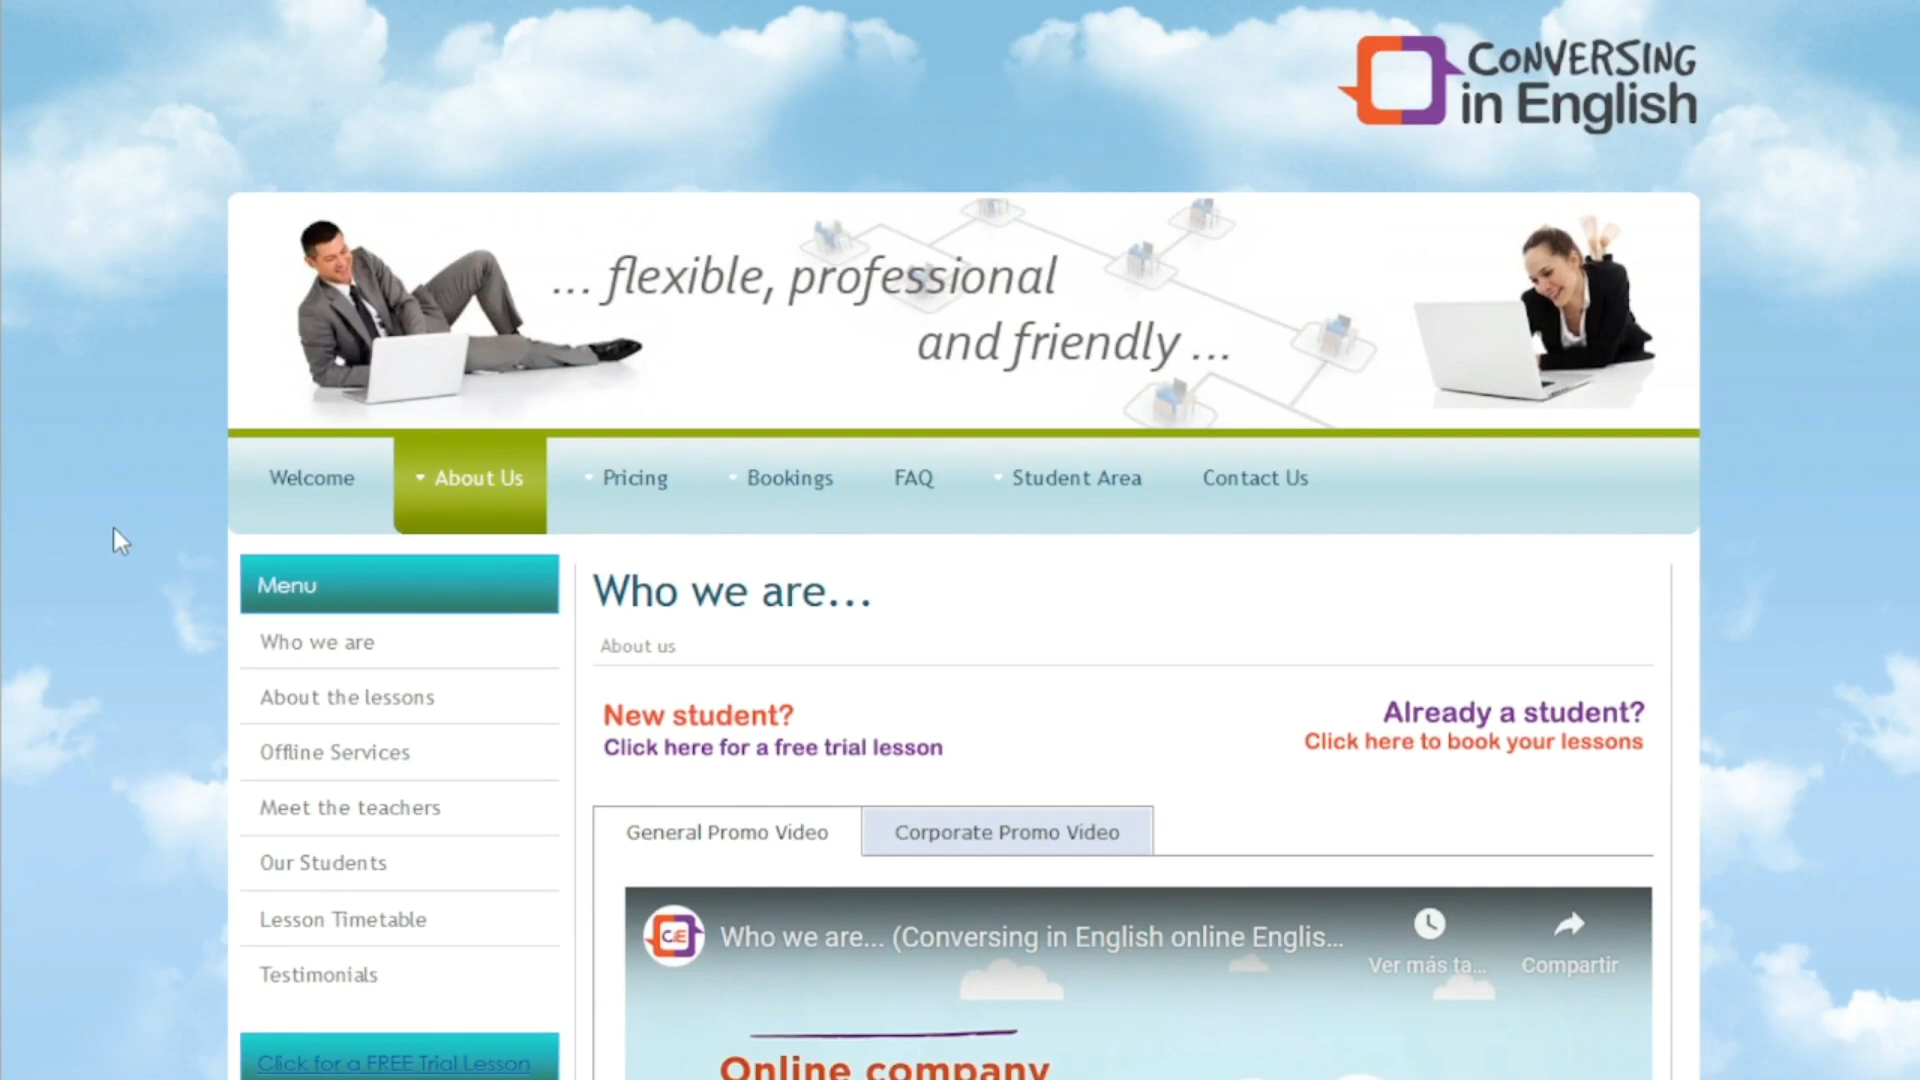 CONVERSING
in English
... flexible, professional
and friendly ...
Welcome
About Us
Pricing
Bookings
FAQ
Student Area
Contact Us
Menu
Who we are
About the lessons
Offline Services
Meet the teachers
Our Students
Lesson Timetable
Testimonials
Click for a FREE Trial Lesson
Who we are...
About us
New student?
Click here for a free trial lesson
Already a student?
Click here to book your lessons
General Promo Video
Corporate Promo Video
CiE
Who we are... (Conversing in English online Englis...
Ver más ta...
Compartir
Online company